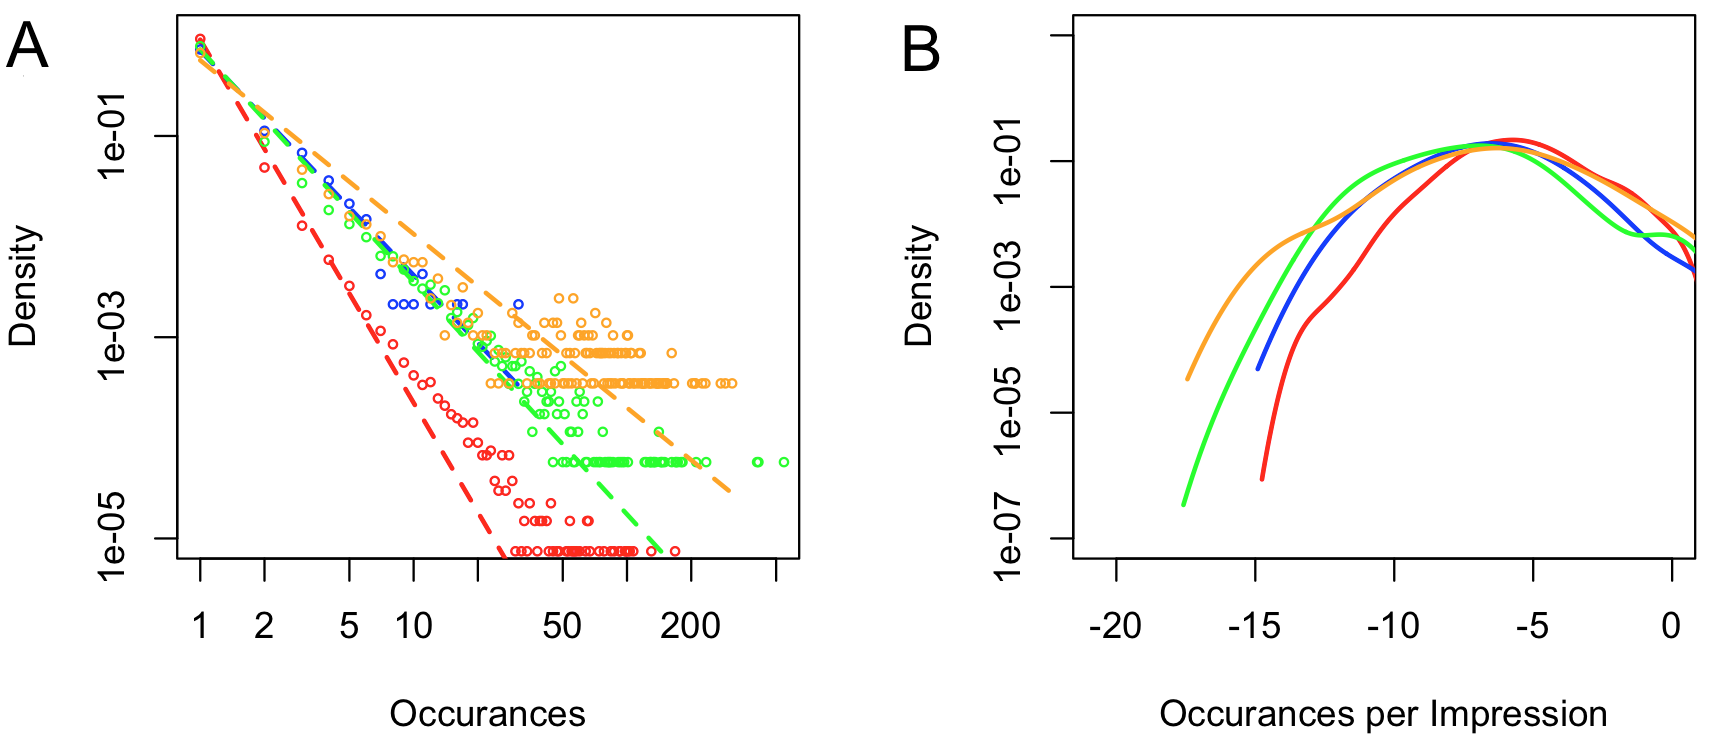 A
Density
1e-01
1e-03
1e-05
1 2 5 10 50 200
Occurances
B
Density
1e-01
1e-03
1e-05
1e-07
-20 -15 -10 -5 0
Occurances per Impression